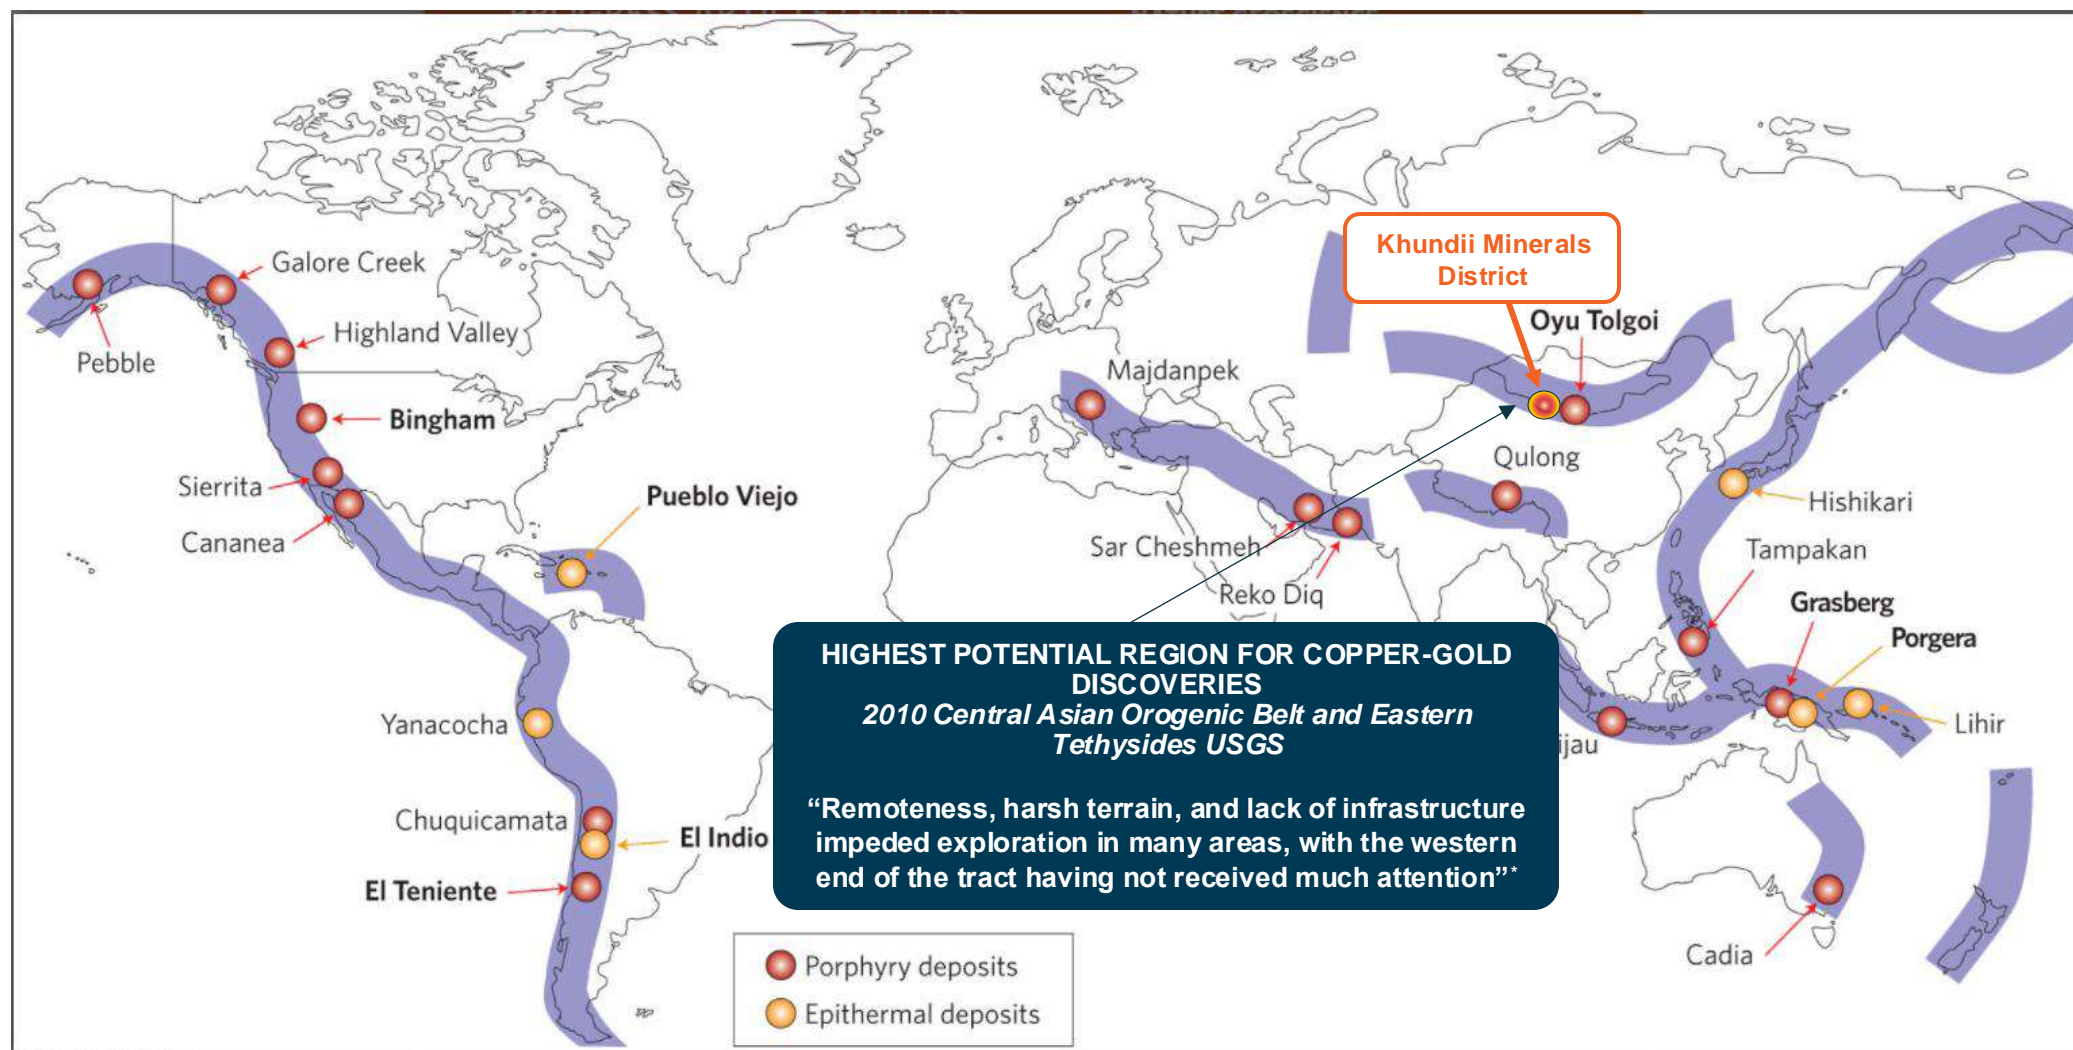 Khundii Minerals
District
Galore Creek
Oyu Tolgoi
Highland Valley
Pebble
Majdanpek
Bingham
Qulong
Sierrita
Pueblo Viejo
Hishikari
Cananea
Sar Cheshmeh
Tampakan
Reko Diq
Grasberg
Porgera
HIGHEST POTENTIAL REGION FOR COPPER-GOLD
DISCOVERIES
2010 Central Asian Orogenic Belt and Eastern
Tethysides USGS
Yanacocha
Lihir
ijau
“Remoteness, harsh terrain, and lack of infrastructure
impeded exploration in many areas, with the western
end of the tract having not received much attention”*
Chuquicamata
El Indio
El Teniente
Cadia
Porphyry deposits
Epithermal deposits